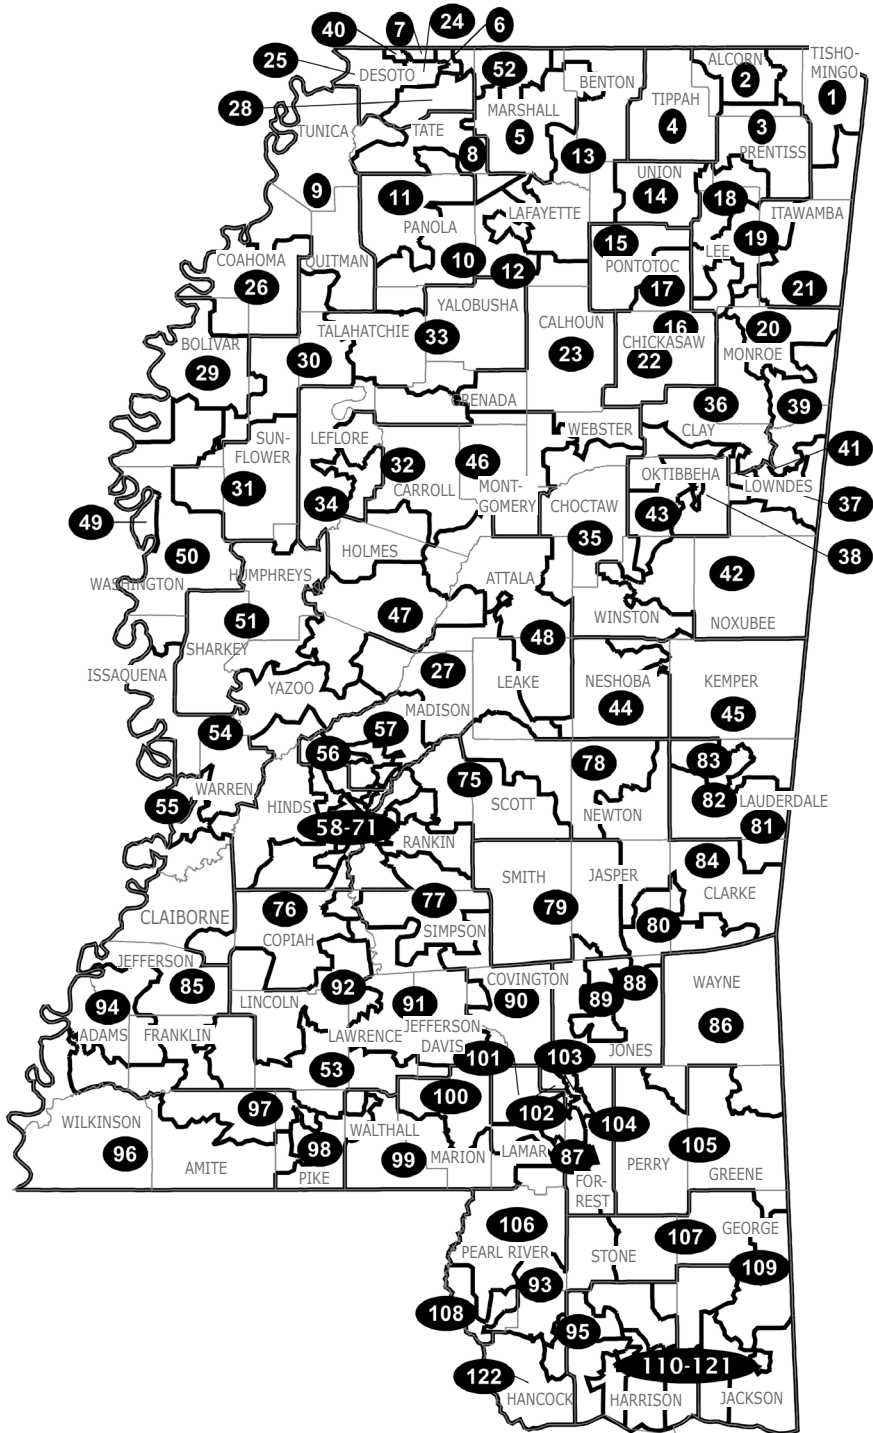 40
7
24
6
25
DESOTO
52
BENTON
ALCORN
2
TISHO-
MINGO
1
28
TUNICA
TATE
MARSHALL
5
TIPPAH
4
3
PRENTISS
8
13
9
11
PANOLA
LAFAYETTE
UNION
14
18
ITAWAMBA
COAHOMA
26
QUITMAN
10
12
15
PONTOTOC
17
LEE
19
21
YALOBUSHA
TALAHATCHIE
33
CALHOUN
23
16
CHICKASAW
22
20
MONROE
BOLIVAR
29
30
GRENADA
36
39
SUN-
FLOWER
31
LEFLORE
32
CARROLL
46
MONT-
GOMERY
WEBSTER
CLAY
41
OKTIBBEHA
LOWNDES
37
34
CHOCTAW
43
49
35
38
50
WASHINGTON
HUMPHREYS
HOLMES
ATTALA
42
WINSTON
NOXUBEE
51
SHARKEY
47
48
ISSAQUENA
YAZOO
27
MADISON
LEAKE
NESHOBA
44
KEMPER
45
54
57
56
55
WARREN
HINDS
58-71
RANKIN
75
SCOTT
78
NEWTON
83
82
LAUDERDALE
81
SMITH
JASPER
84
CLARKE
CLAIBORNE
76
COPIAH
77
SIMPSON
79
80
JEFFERSON
85
LINCOLN
92
91
COVINGTON
90
89
88
WAYNE
86
94
ADAMS
FRANKLIN
LAWRENCE
JEFFERSON
DAVIS
JONES
53
101
103
WILKINSON
96
97
AMITE
98
PIKE
WALTHALL
99
100
MARION
102
LAMAR
87
104
FOR-
REST
PERRY
105
GREENE
106
PEARL RIVER
STONE
107
GEORGE
109
93
108
95
110-121
122
HANCOCK
HARRISON
JACKSON